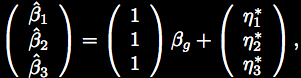 ( β̂₁ β̂₂ β̂₃ ) = ( 1 1 1 ) β_g + ( η₁* η₂* η₃* ) ,